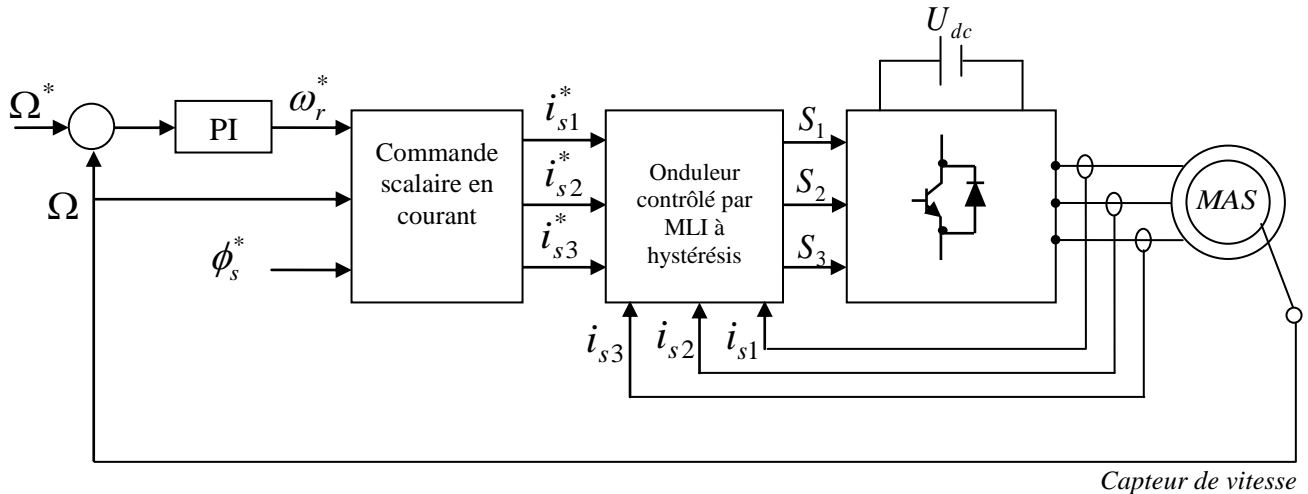 U_dc
Ω*
PI
ω_r*
Ω
ϕ_s*
Commande
scalaire en
courant
i_s1*
i_s2*
i_s3*
Onduleur
contrôlé par
MLI à
hystérésis
S_1
S_2
S_3
MAS
i_s3
i_s2
i_s1
Capteur de vitesse